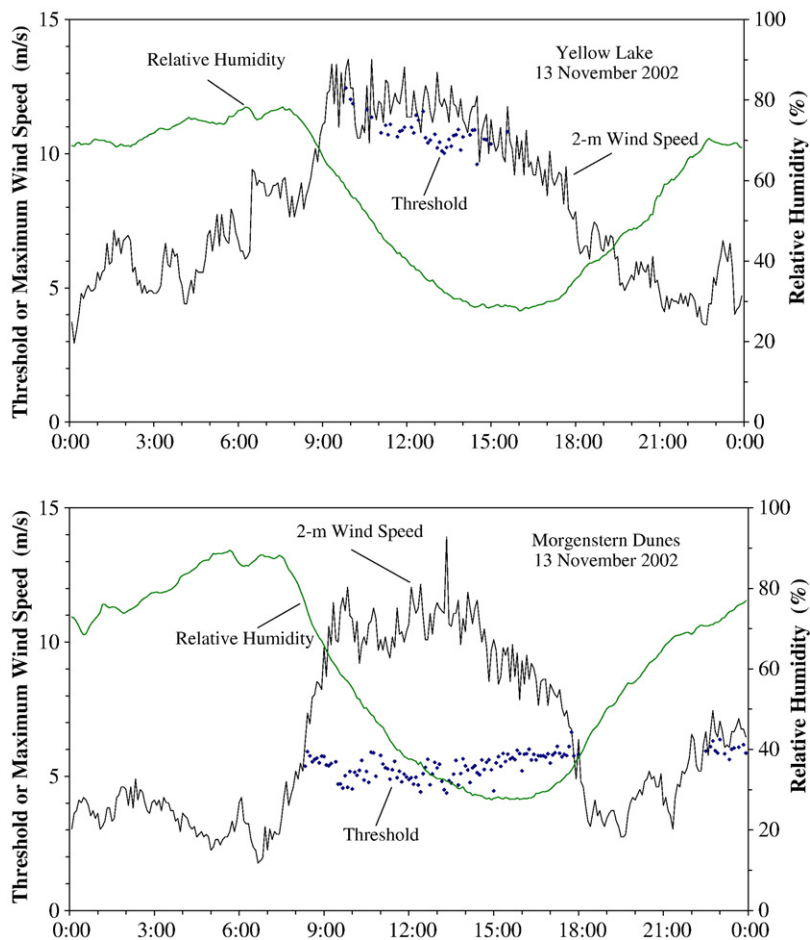 Threshold or Maximum Wind Speed (m/s)
15
10
5
0
Relative Humidity
Yellow Lake
13 November 2002
2-m Wind Speed
Threshold
100
80
60
40
20
0
Relative Humidity (%)
0:00 3:00 6:00 9:00 12:00 15:00 18:00 21:00 0:00
Threshold or Maximum Wind Speed (m/s)
15
10
5
0
2-m Wind Speed
Morgenstern Dunes
13 November 2002
Relative Humidity
Threshold
100
80
60
40
20
0
Relative Humidity (%)
0:00 3:00 6:00 9:00 12:00 15:00 18:00 21:00 0:00